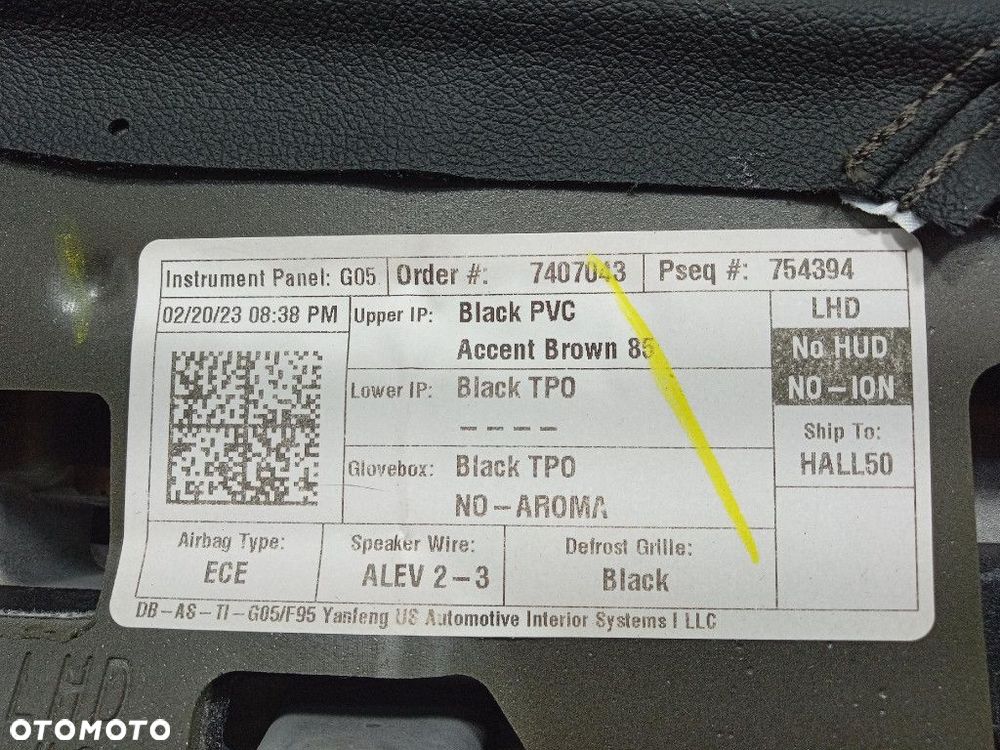 Instrument Panel: G05 Order #: 7407043 Pseq #: 754394
02/20/23 08:38 PM
Upper IP: Black PVC
Accent Brown 85
LHD
No HUD
NO-ION
Lower IP: Black TPO
----
Ship To:
HALL50
Glovebox: Black TPO
NO-AROMA
Airbag Type:
ECE
Speaker Wire:
ALEV 2-3
Defrost Grille:
Black
DB-AS-TI-G05/F95 Yanfeng US Automotive Interior Systems I LLC
LHD
OTOMOTO